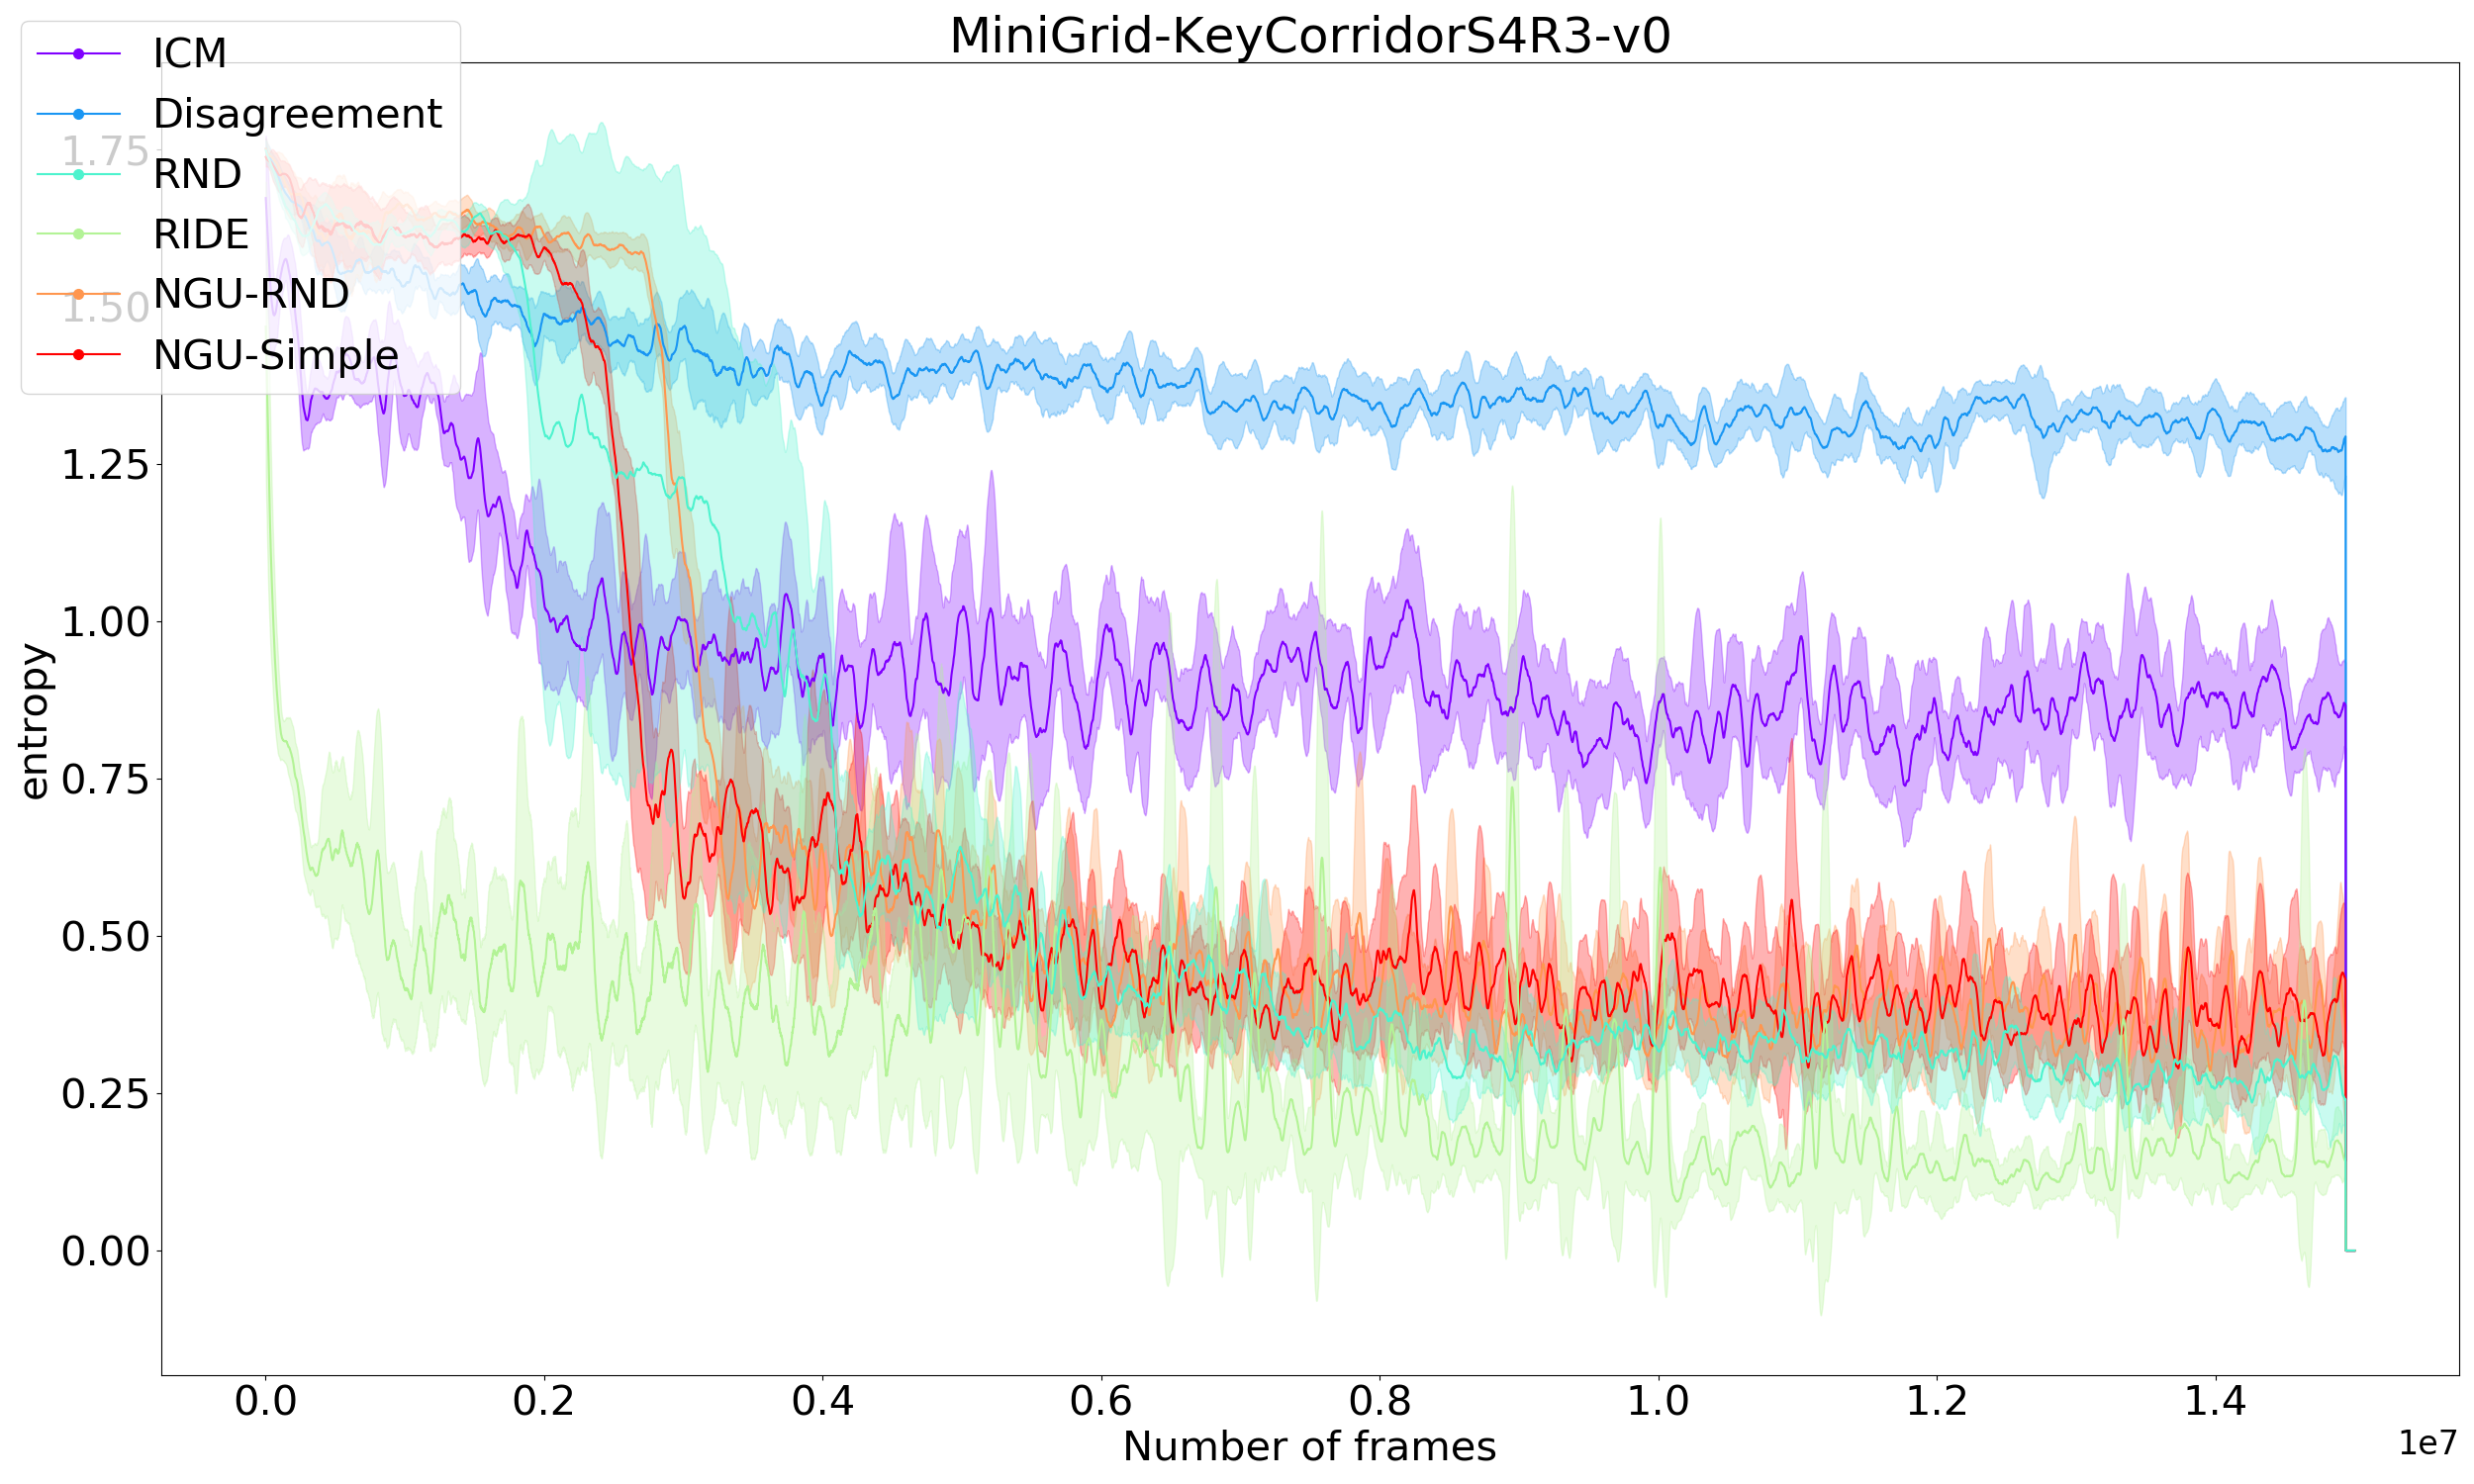 MiniGrid-KeyCorridorS4R3-v0
ICM
Disagreement
RND
RIDE
NGU-RND
NGU-Simple
1.75
1.50
1.25
1.00
0.75
0.50
0.25
0.00
entropy
0.0 0.2 0.4 0.6 0.8 1.0 1.2 1.4
Number of frames
1e7